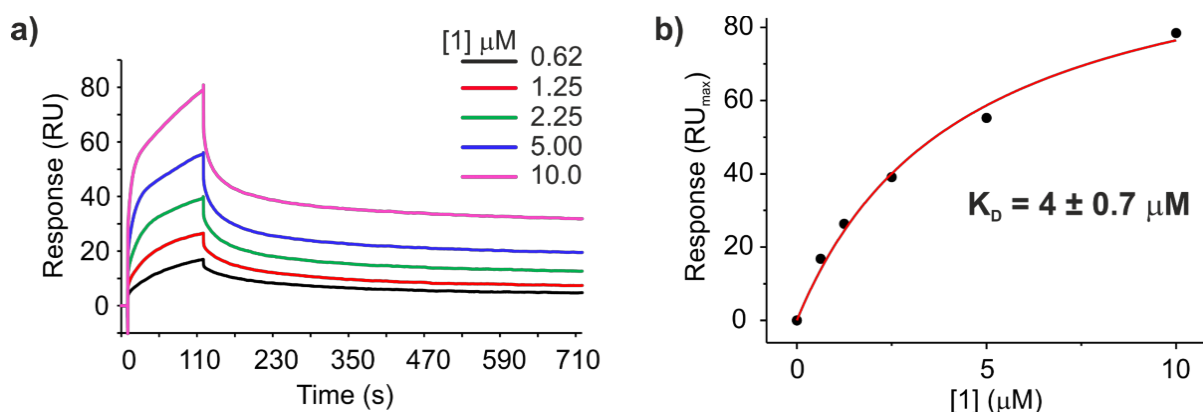 a)
[1] μM
0.62
1.25
2.25
5.00
10.0
Response (RU)
80
60
40
20
0
0 110 230 350 470 590 710
Time (s)
b)
Response (RU_max)
80
60
40
20
0
K_D = 4 ± 0.7 μM
0 5 10
[1] (μM)